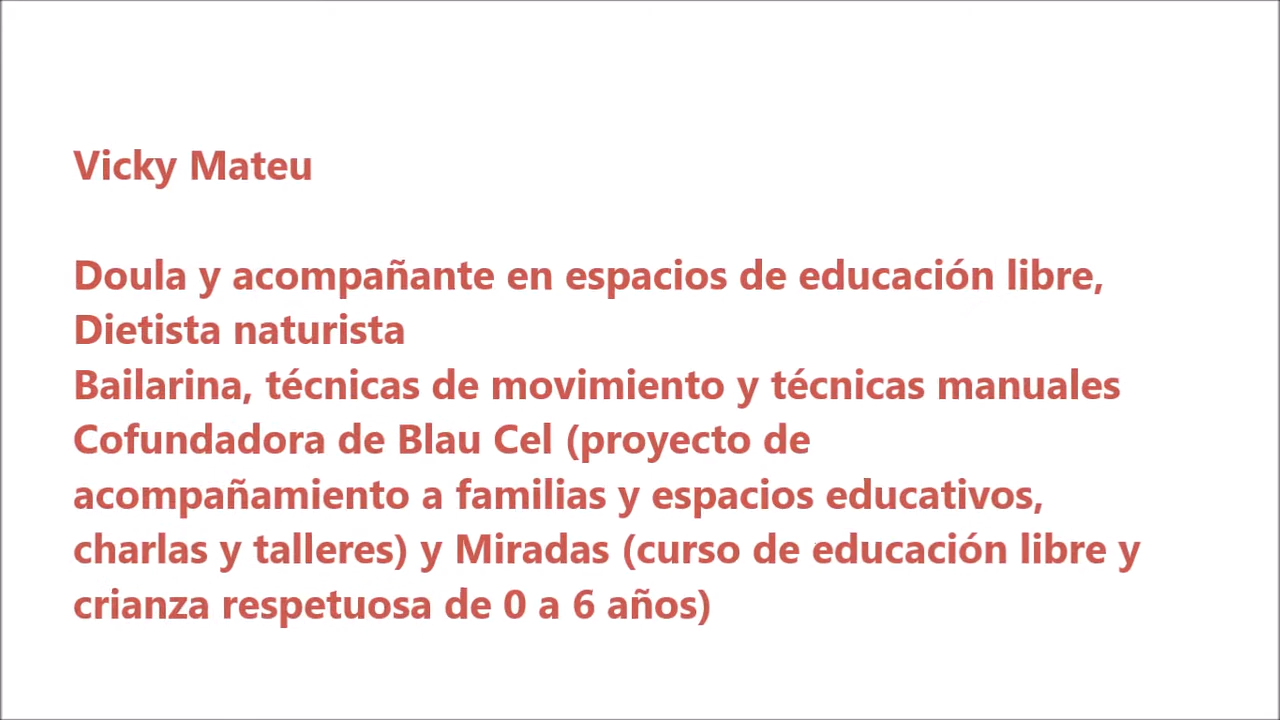 Vicky Mateu
Doula y acompañante en espacios de educación libre,
Dietista naturista
Bailarina, técnicas de movimiento y técnicas manuales
Cofundadora de Blau Cel (proyecto de
acompañamiento a familias y espacios educativos,
charlas y talleres) y Miradas (curso de educación libre y
crianza respetuosa de 0 a 6 años)